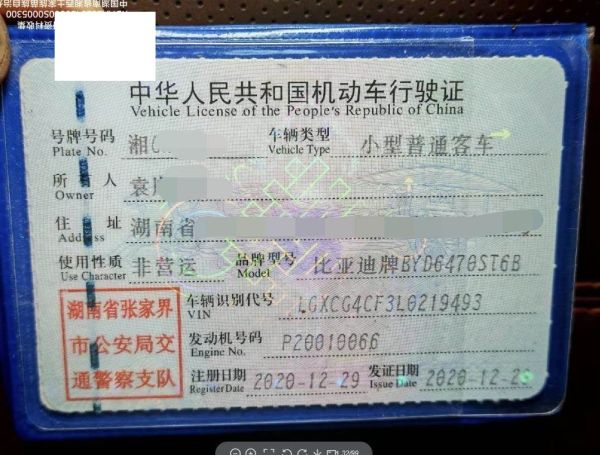 中华人民共和国机动车行驶证
Vehicle License of the People's Republic of China
号牌号码 湘 车辆类型 小型普通客车
Plate No. Vehicle Type
所有人 袁
Owner
住址 湖南省
Address
使用性质 非营运 品牌型号 比亚迪牌BYD6470ST6B
Use Character Model
湖南省张家界
市公安局交
通警察支队
车辆识别代号 LGXCG4CF3L0219493
VIN
发动机号码 P20010066
Engine No.
注册日期 2020-12-29 发证日期 2020-12-29
Register Date Issue Date